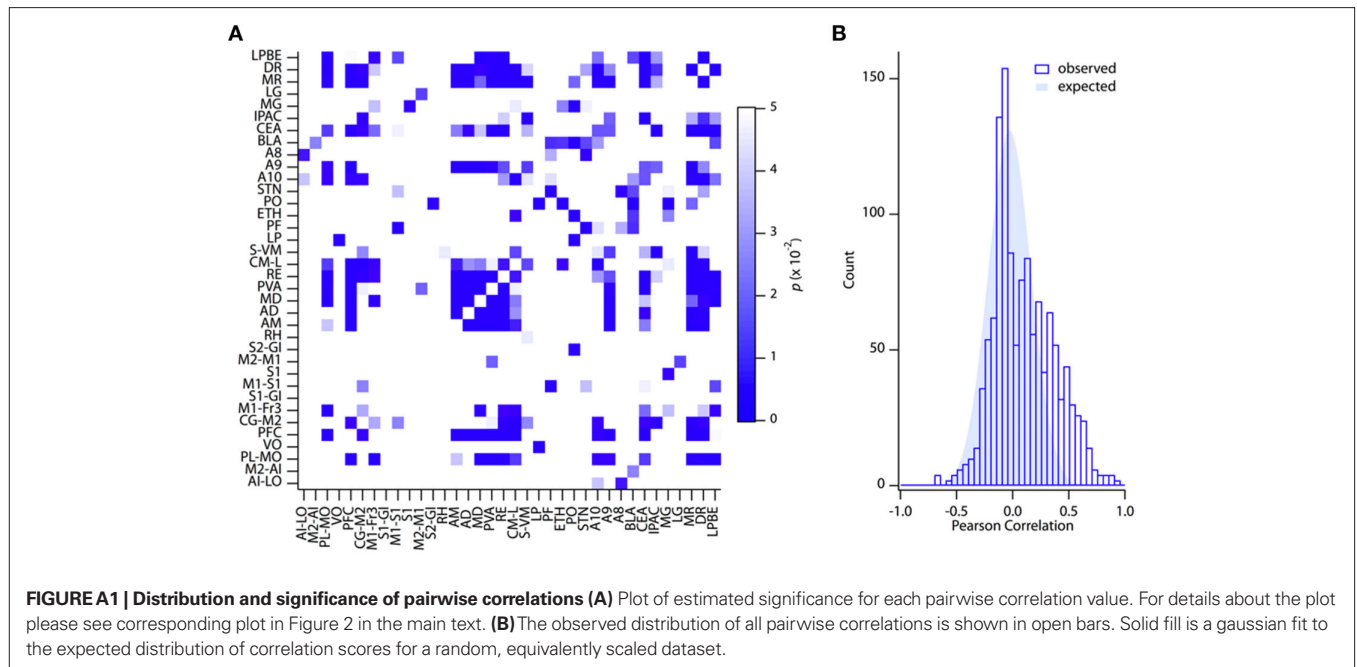 A
LPBE
DR
MR
LG
MG
IPAC
CEA
BLA
A8
A9
A10
STN
PO
ETH
PF
LP
S-VM
CM-L
RE
PVA
MD
AD
AM
RH
S2-GI
M2-M1
S1
M1-S1
S1-GI
M1-Fr3
CG-M2
PFC
VO
PL-MO
M2-AI
AI-LO
AI-LO
M2-AI
PL-MO
VO
PFC
CG-M2
M1-Fr3
S1-GI
M1-S1
S1
M2-M1
S2-GI
RH
AM
AD
MD
PVA
RE
CM-L
S-VM
LP
PF
ETH
PO
STN
A10
A9
A8
BLA
CEA
IPAC
MG
LG
MR
DR
LPBE
5
4
3
2
1
0
p (x 10⁻²)
B
observed
expected
150
100
50
0
Count
-1.0 -0.5 0.0 0.5 1.0
Pearson Correlation
FIGURE A1 | Distribution and significance of pairwise correlations (A) Plot of estimated significance for each pairwise correlation value. For details about the plot
please see corresponding plot in Figure 2 in the main text. (B) The observed distribution of all pairwise correlations is shown in open bars. Solid fill is a gaussian fit to
the expected distribution of correlation scores for a random, equivalently scaled dataset.